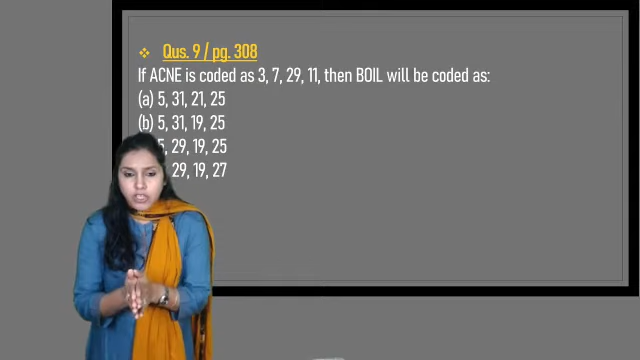 ❖ Qus. 9 / pg. 308
If ACNE is coded as 3, 7, 29, 11, then BOIL will be coded as:
(a) 5, 31, 21, 25
(b) 5, 31, 19, 25
5, 29, 19, 25
29, 19, 27